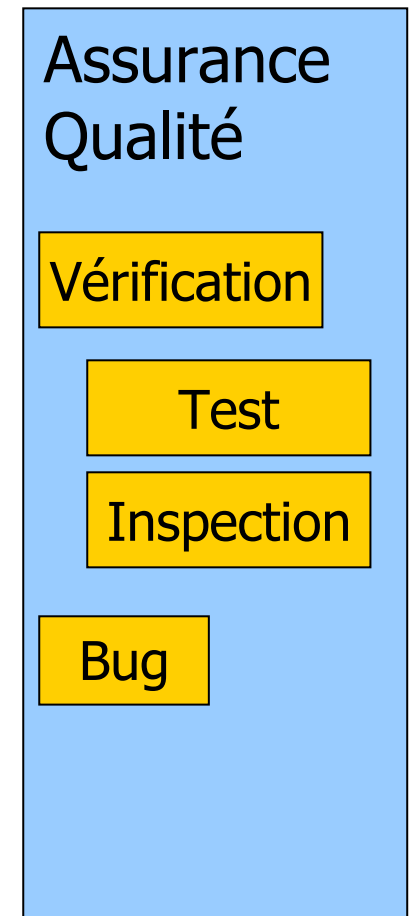 Assurance
Qualité
Vérification
Test
Inspection
Bug